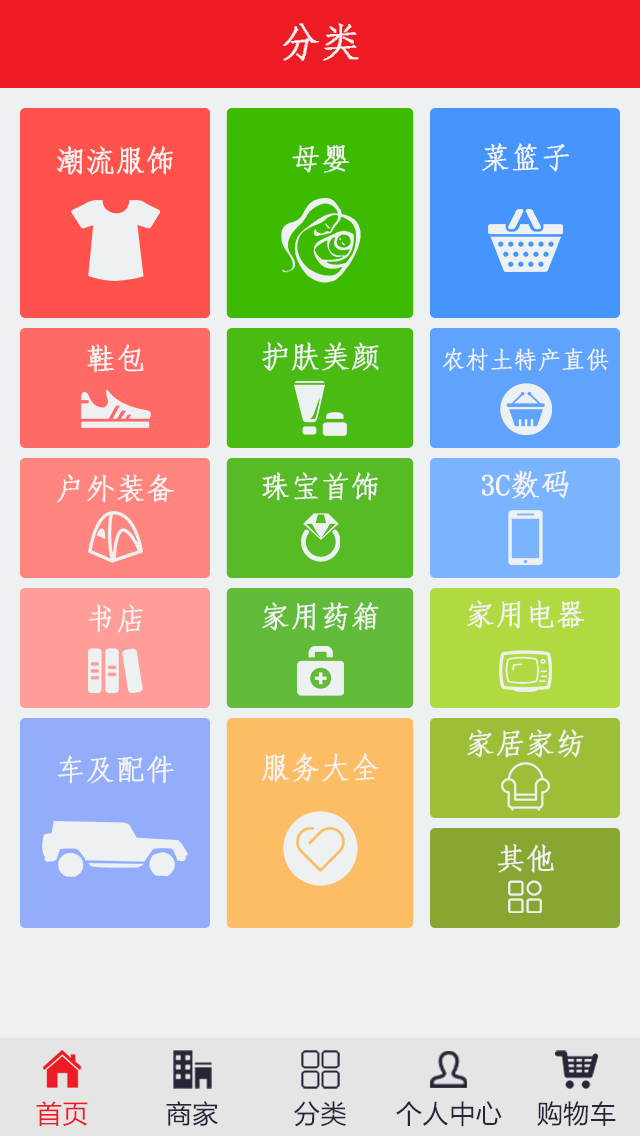 分类
潮流服饰
母婴
菜篮子
鞋包
护肤美颜
农村土特产直供
户外装备
珠宝首饰
3C数码
书店
家用药箱
家用电器
车及配件
服务大全
家居家纺
其他
首页
商家
分类
个人中心
购物车